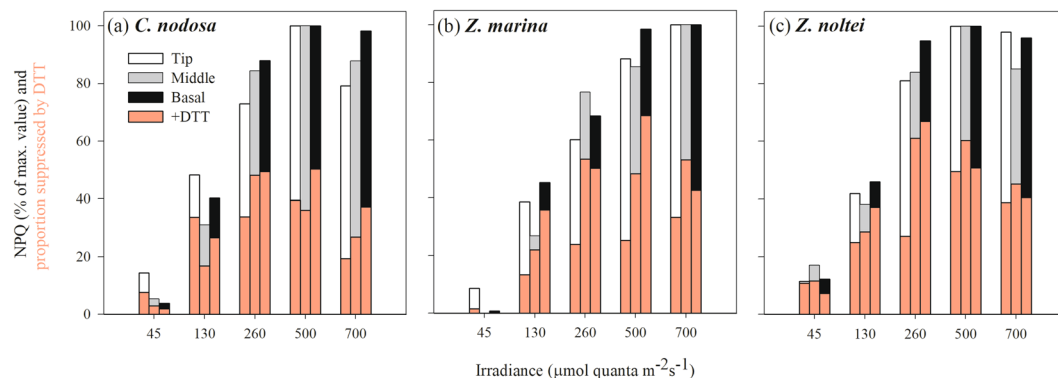 (a) C. nodosa
(b) Z. marina
(c) Z. noltei
Tip
Middle
Basal
+DTT
NPQ (% of max. value) and
proportion suppressed by DTT
100
80
60
40
20
0
45 130 260 500 700
45 130 260 500 700
45 130 260 500 700
Irradiance (μmol quanta m⁻²s⁻¹)